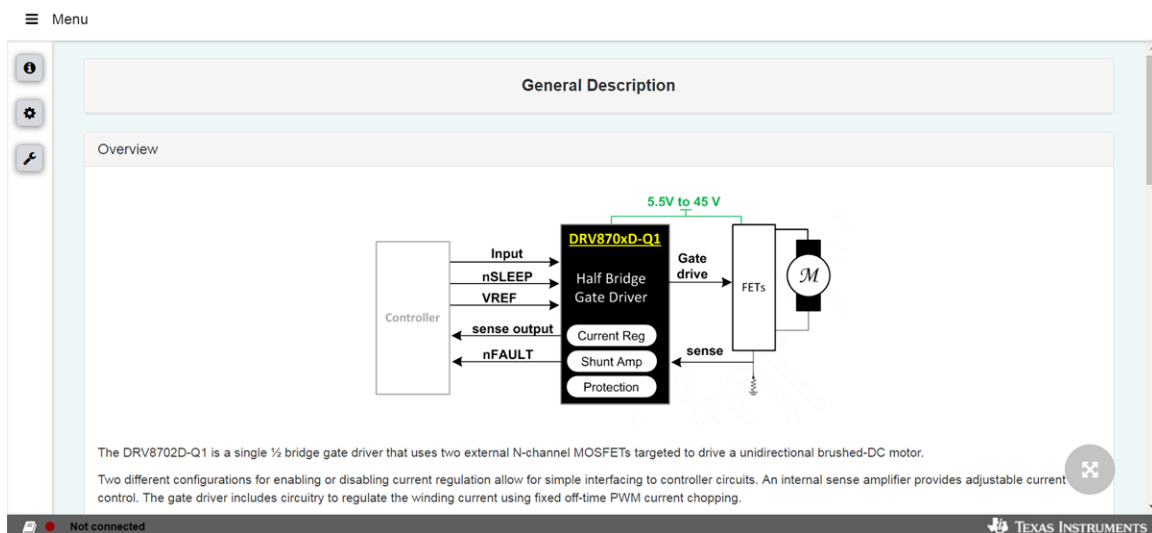 Menu
General Description
Overview
5.5V to 45 V
DRV870xD-Q1
Half Bridge
Gate Driver
Current Reg
Shunt Amp
Protection
Controller
Input
nSLEEP
VREF
sense output
nFAULT
Gate
drive
sense
FETs
M
The DRV8702D-Q1 is a single ½ bridge gate driver that uses two external N-channel MOSFETs targeted to drive a unidirectional brushed-DC motor.
Two different configurations for enabling or disabling current regulation allow for simple interfacing to controller circuits. An internal sense amplifier provides adjustable current
control. The gate driver includes circuitry to regulate the winding current using fixed off-time PWM current chopping.
Not connected
TEXAS INSTRUMENTS